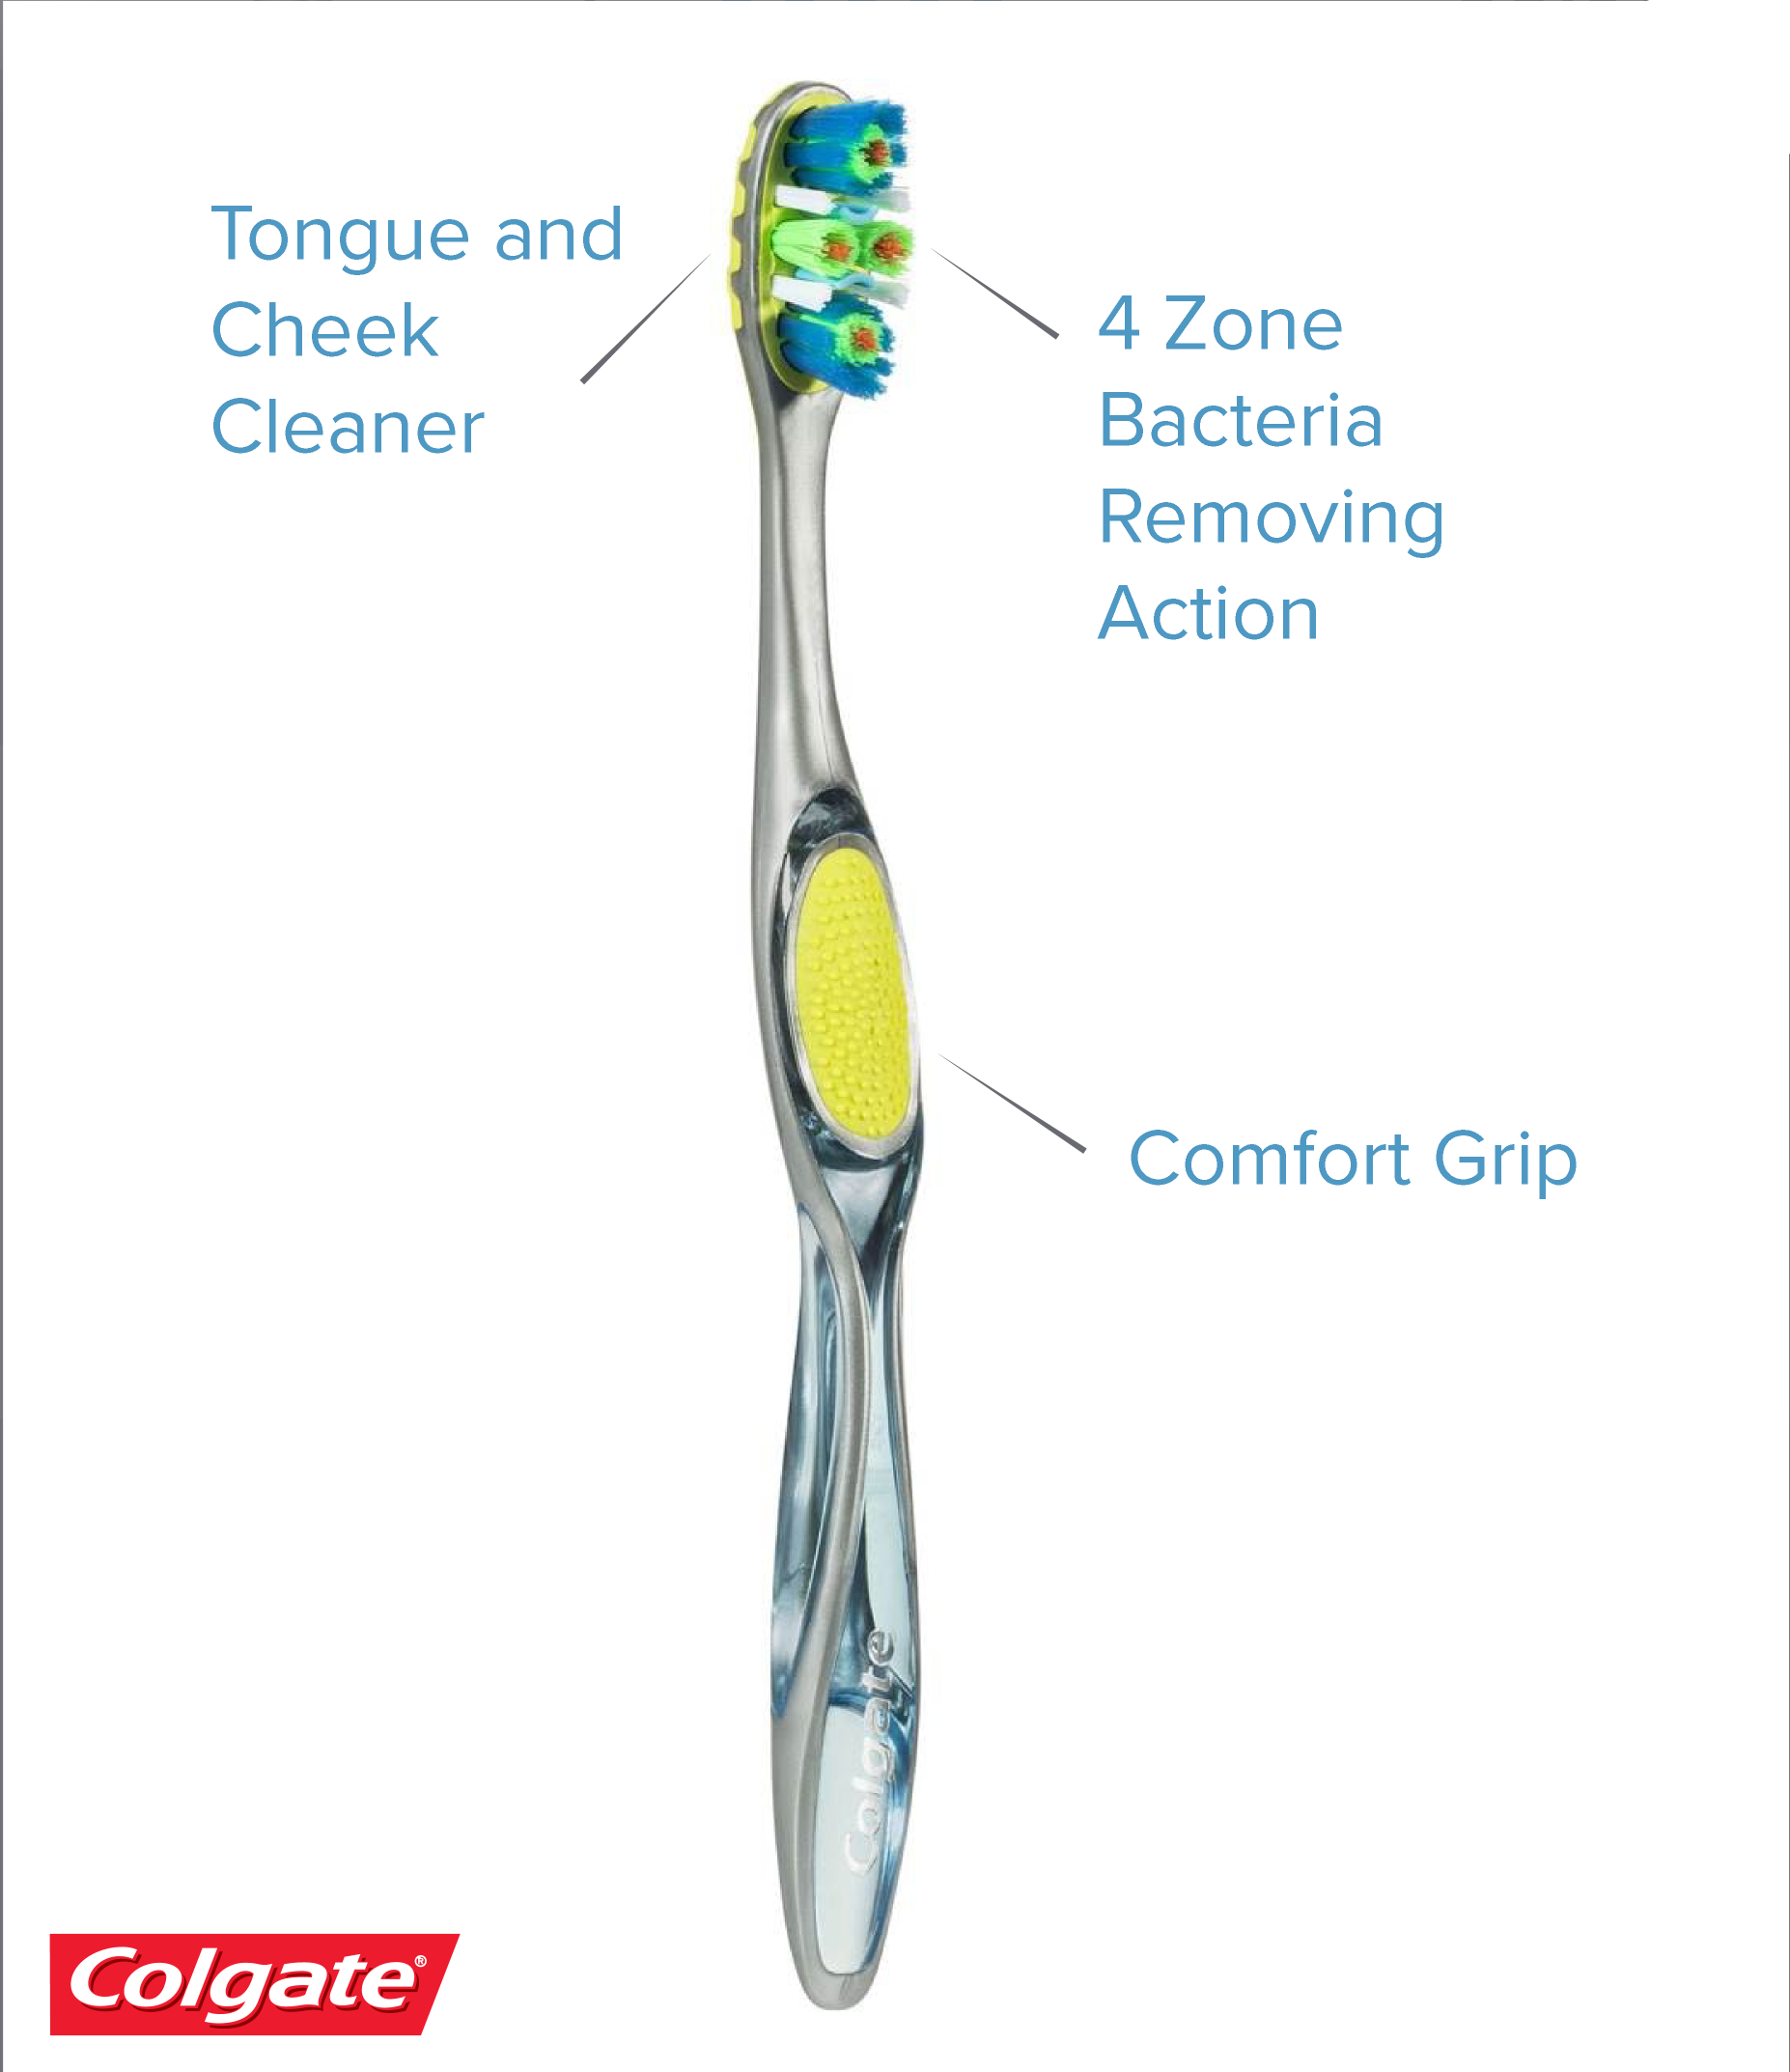 Tongue and
Cheek
Cleaner
4 Zone
Bacteria
Removing
Action
Comfort Grip
Colgate
Colgate®